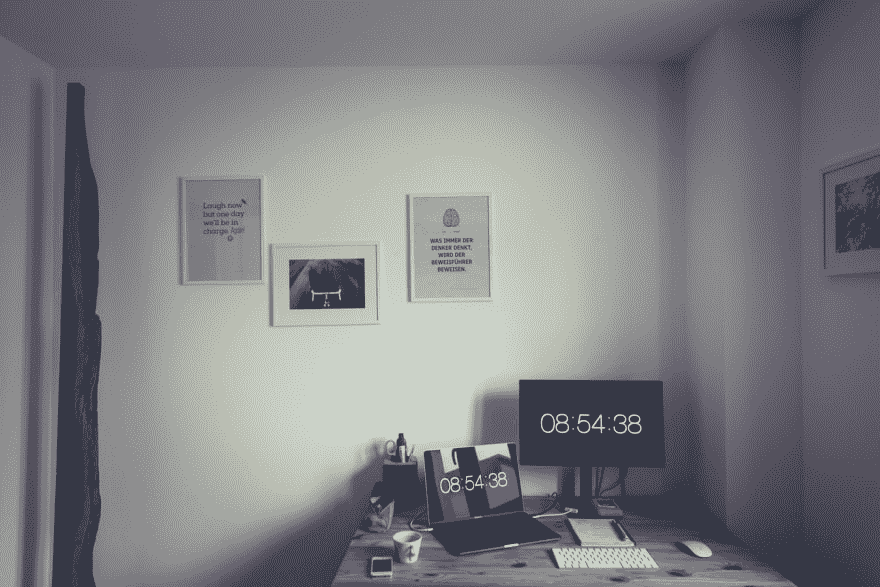 Laugh now
but one day
we'll be in
charge Again!
WAS IMMER DER
DENKER DENKT,
WIRD DER
BEWEISFÜHRER
BEWEISEN.
08:54:38
08:54:38